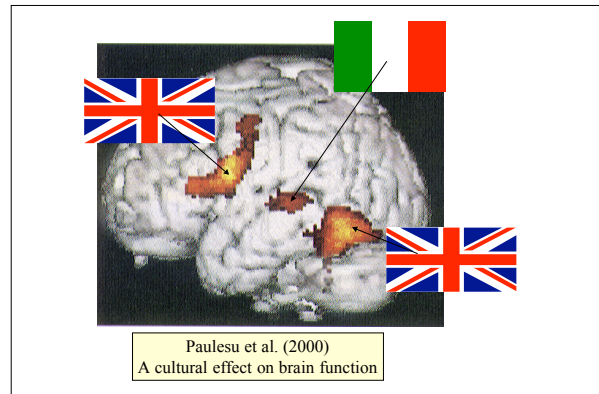 Paulesu et al. (2000)
A cultural effect on brain function